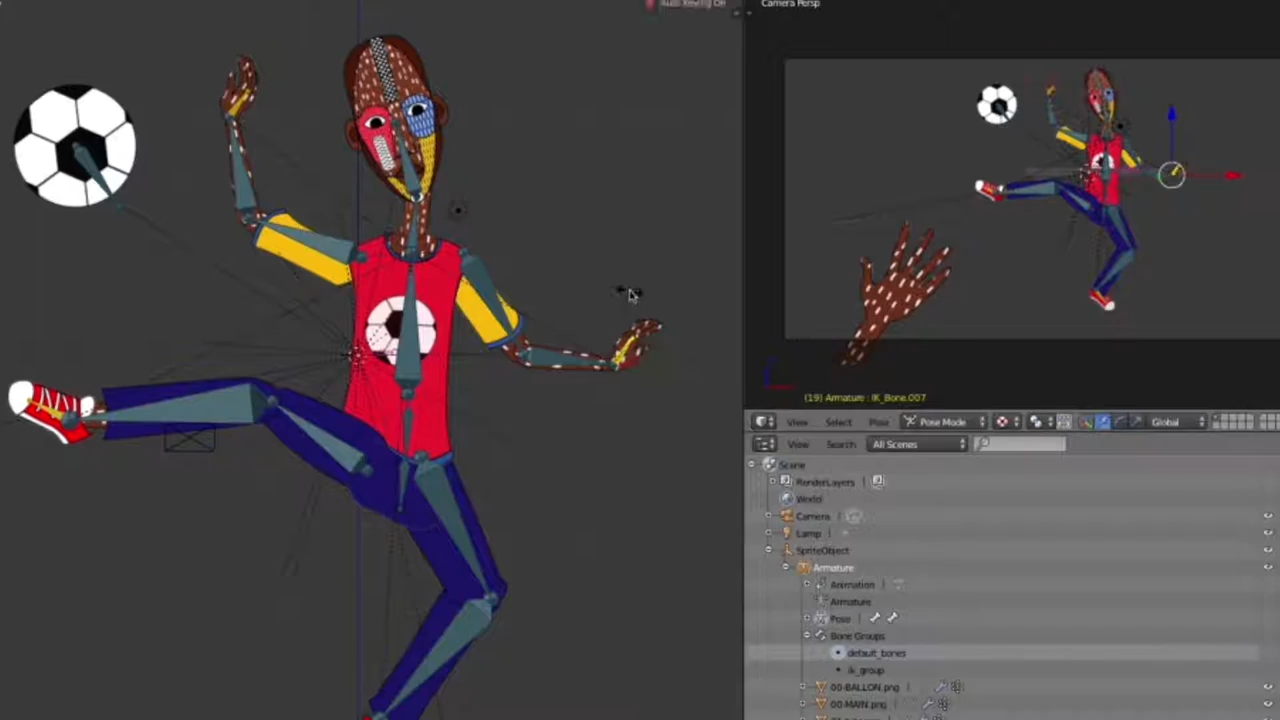 Camera Persp
(19) Armature : IK_Bone.007
View Select Pose Pose Mode Global
View Search All Scenes
Scene
RenderLayers
World
Camera
Lamp
SpriteObject
Armature
Animation
Armature
Pose
Bone Groups
default_bones
ik_group
00-BALLON.png
00-MAIN.png